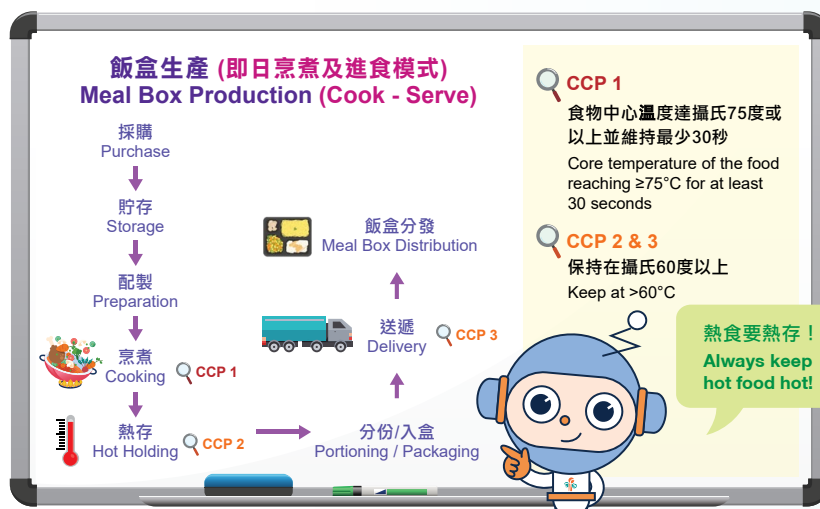 飯盒生產 (即日烹煮及進食模式)
Meal Box Production (Cook - Serve)
採購
Purchase
貯存
Storage
配製
Preparation
烹煮
Cooking
CCP 1
熱存
Hot Holding
CCP 2
分份/入盒
Portioning / Packaging
送遞
Delivery
CCP 3
飯盒分發
Meal Box Distribution
CCP 1
食物中心溫度達攝氏75度或
以上並維持最少30秒
Core temperature of the food
reaching ≥75°C for at least
30 seconds
CCP 2 & 3
保持在攝氏60度以上
Keep at >60°C
熱食要熱存！
Always keep
hot food hot!